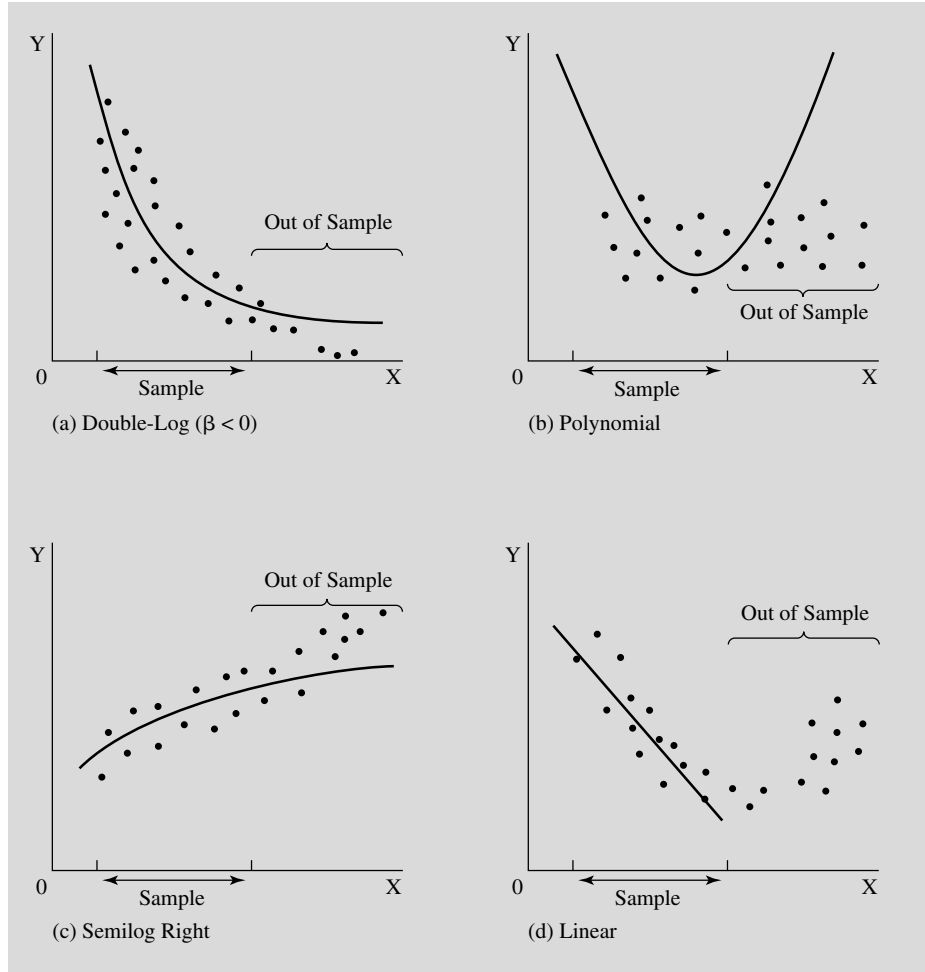 Y
Out of Sample
0
Sample
X
(a) Double-Log (β < 0)
Y
Out of Sample
0
Sample
X
(b) Polynomial
Y
Out of Sample
0
Sample
X
(c) Semilog Right
Y
Out of Sample
0
Sample
X
(d) Linear